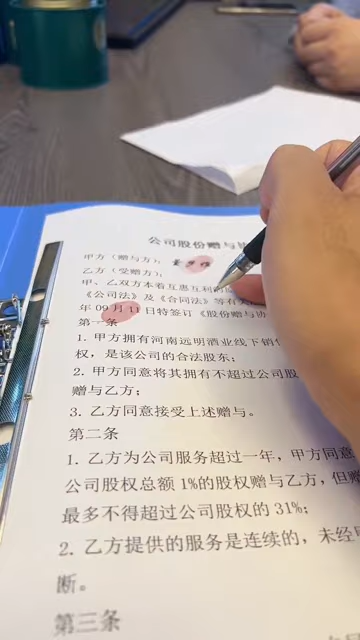 公司股份赠与协
甲方（赠与方）：
乙方（受赠方）：
甲、乙双方本着互惠互利
《公司法》及《合同法》等有关
年 09 月 11 日特签订《股份赠与协
第一条
1. 甲方拥有河南远明酒业线下销售
权，是该公司的合法股东；
2. 甲方同意将其拥有不超过公司股
赠与乙方；
3. 乙方同意接受上述赠与。
第二条
1. 乙方为公司服务超过一年，甲方同意
公司股权总额 1%的股权赠与乙方，但赠
最多不得超过公司股权的 31%；
2. 乙方提供的服务是连续的，未经
断。
第三条